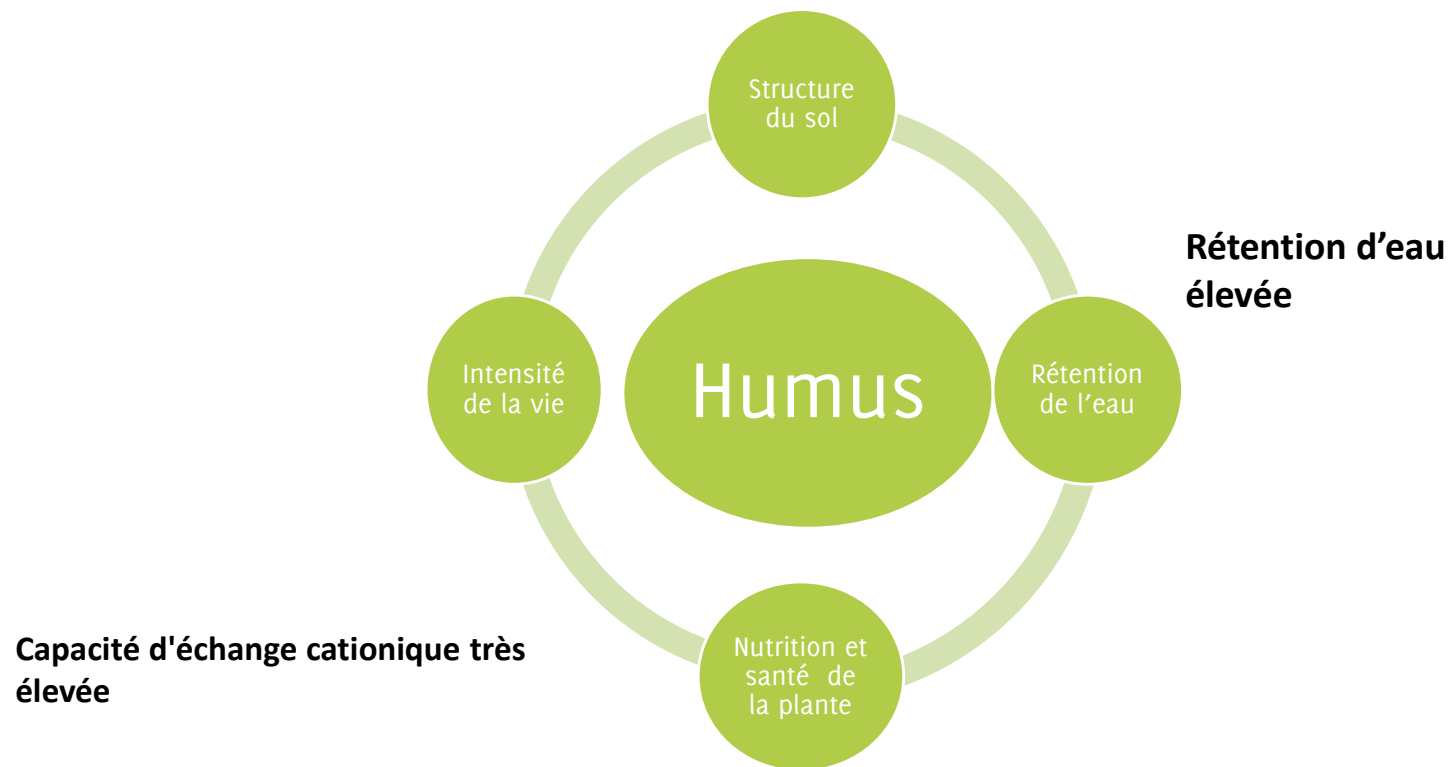 Structure
du sol
Rétention d’eau
élevée
Intensité
de la vie
Humus
Rétention
de l’eau
Capacité d'échange cationique très
élevée
Nutrition et
santé de
la plante